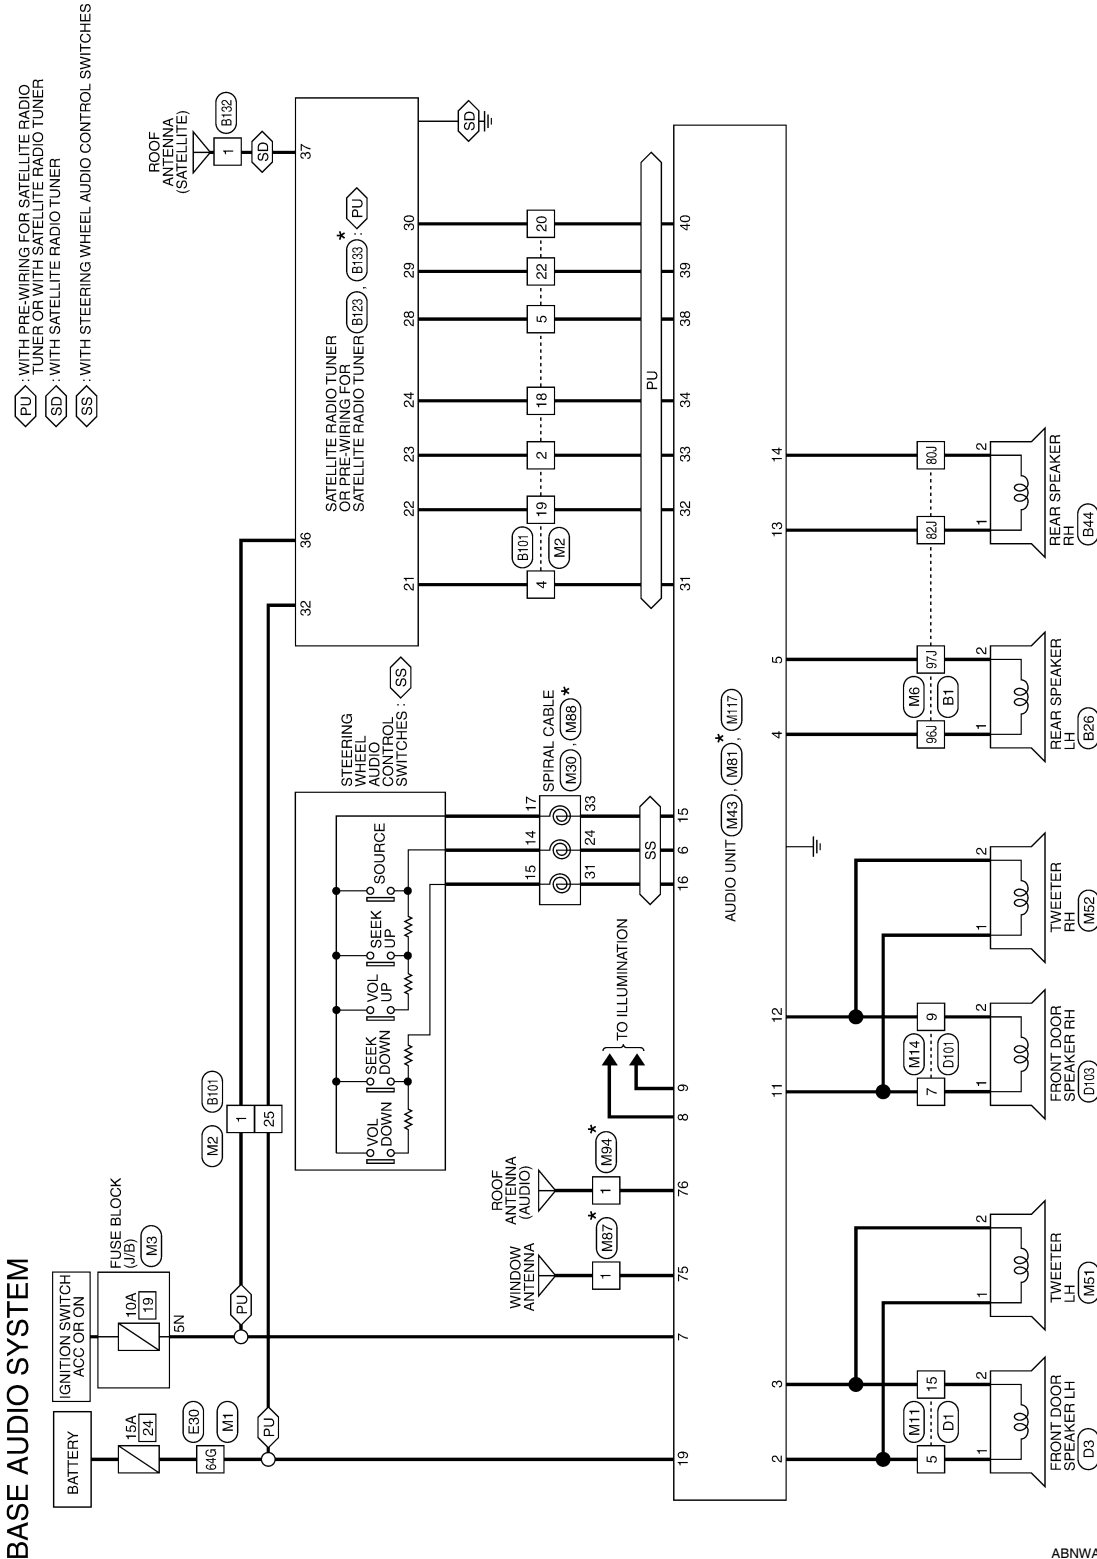 BASE AUDIO SYSTEM
PU : WITH PRE-WIRING FOR SATELLITE RADIO
TUNER OR WITH SATELLITE RADIO TUNER
SD : WITH SATELLITE RADIO TUNER
SS : WITH STEERING WHEEL AUDIO CONTROL SWITCHES
BATTERY
IGNITION SWITCH
ACC OR ON
15A
24
10A
19
FUSE BLOCK
(J/B)
M3
5N
E30
64G
M1
PU
PU
M2
B101
1
25
ROOF
ANTENNA
(SATELLITE)
1
B132
SD
32
36
37
SATELLITE RADIO TUNER
OR PRE-WIRING FOR
SATELLITE RADIO TUNER
B123 , B133 * : PU
SD
21
22
23
24
28
29
30
B101
M2
4
19
2
18
5
22
20
PU
31
32
33
34
38
39
40
STEERING
WHEEL
AUDIO
CONTROL
SWITCHES : SS
VOL
DOWN
SEEK
DOWN
VOL
UP
SEEK
UP
SOURCE
15
14
17
SPIRAL CABLE
M30 , M88 *
31
24
33
SS
16
6
15
WINDOW
ANTENNA
1
M87 *
ROOF
ANTENNA
(AUDIO)
1
M94 *
TO ILLUMINATION
19
7
75
76
8
9
AUDIO UNIT M43 , M81 * , M117
2
3
11
12
4
5
13
14
M11
D1
5
15
M14
D101
7
9
M6
B1
96J
97J
82J
80J
1
2
1
2
1
2
1
2
1
2
1
2
FRONT DOOR
SPEAKER LH
D3
TWEETER
LH
M51
FRONT DOOR
SPEAKER RH
D103
TWEETER
RH
M52
REAR SPEAKER
LH
B26
REAR SPEAKER
RH
B44